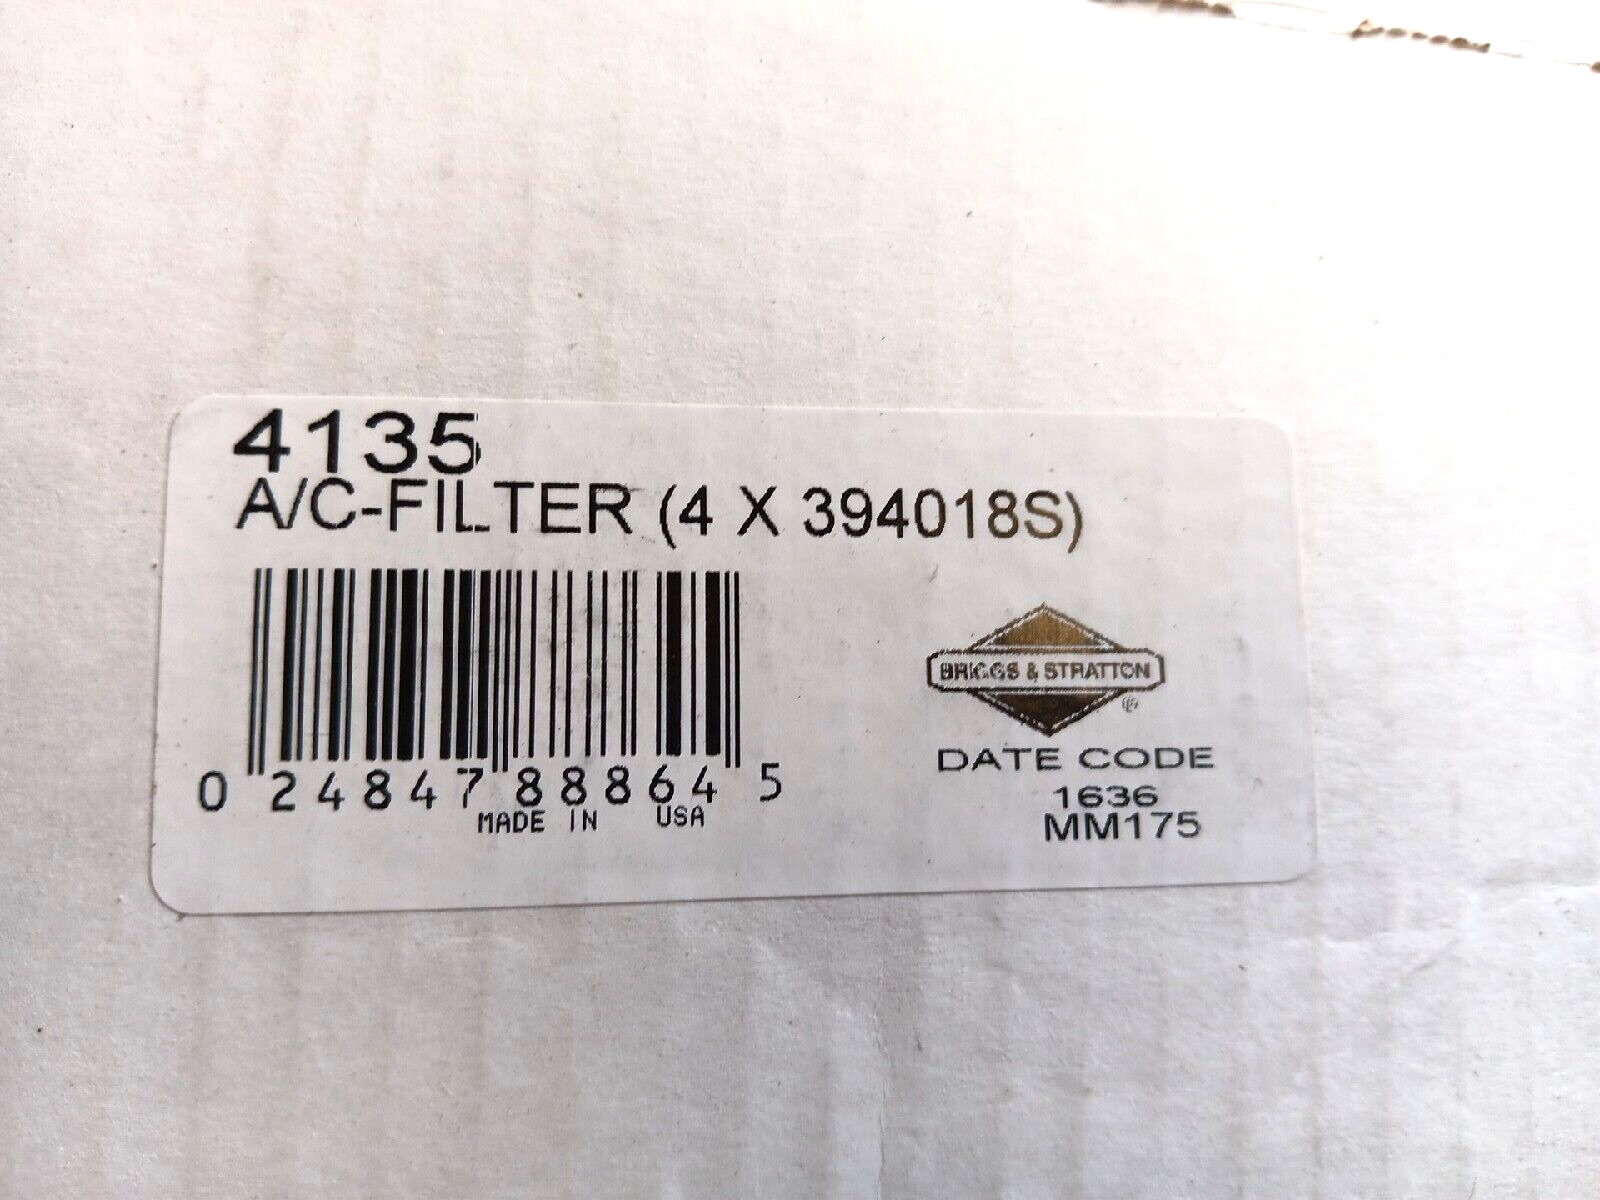 4135
A/C-FILTER (4 X 394018S)
BRIGGS & STRATTON
®
DATE CODE
1636
MM175
0 24847 88864 5
MADE IN USA